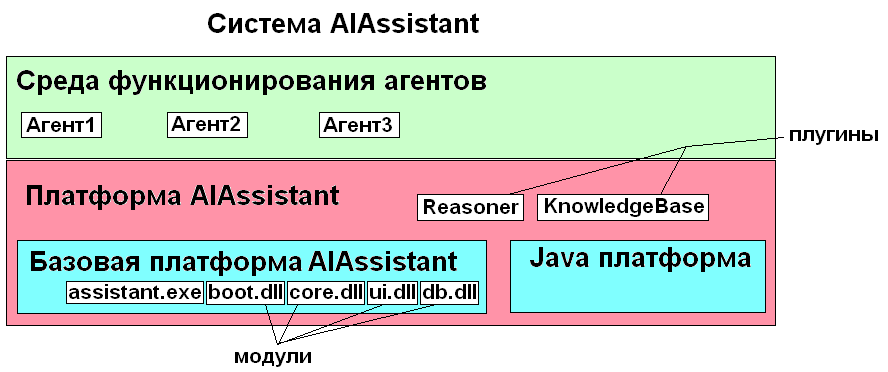 Система AIAssistant
Среда функционирования агентов
Агент1 Агент2 Агент3
плугины
Платформа AIAssistant
Reasoner KnowledgeBase
Базовая платформа AIAssistant
Java платформа
assistant.exe boot.dll core.dll ui.dll db.dll
модули